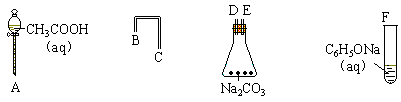 CH₃COOH
(aq)
A
B
C
D E
Na₂CO₃
F
C₆H₅ONa
(aq)